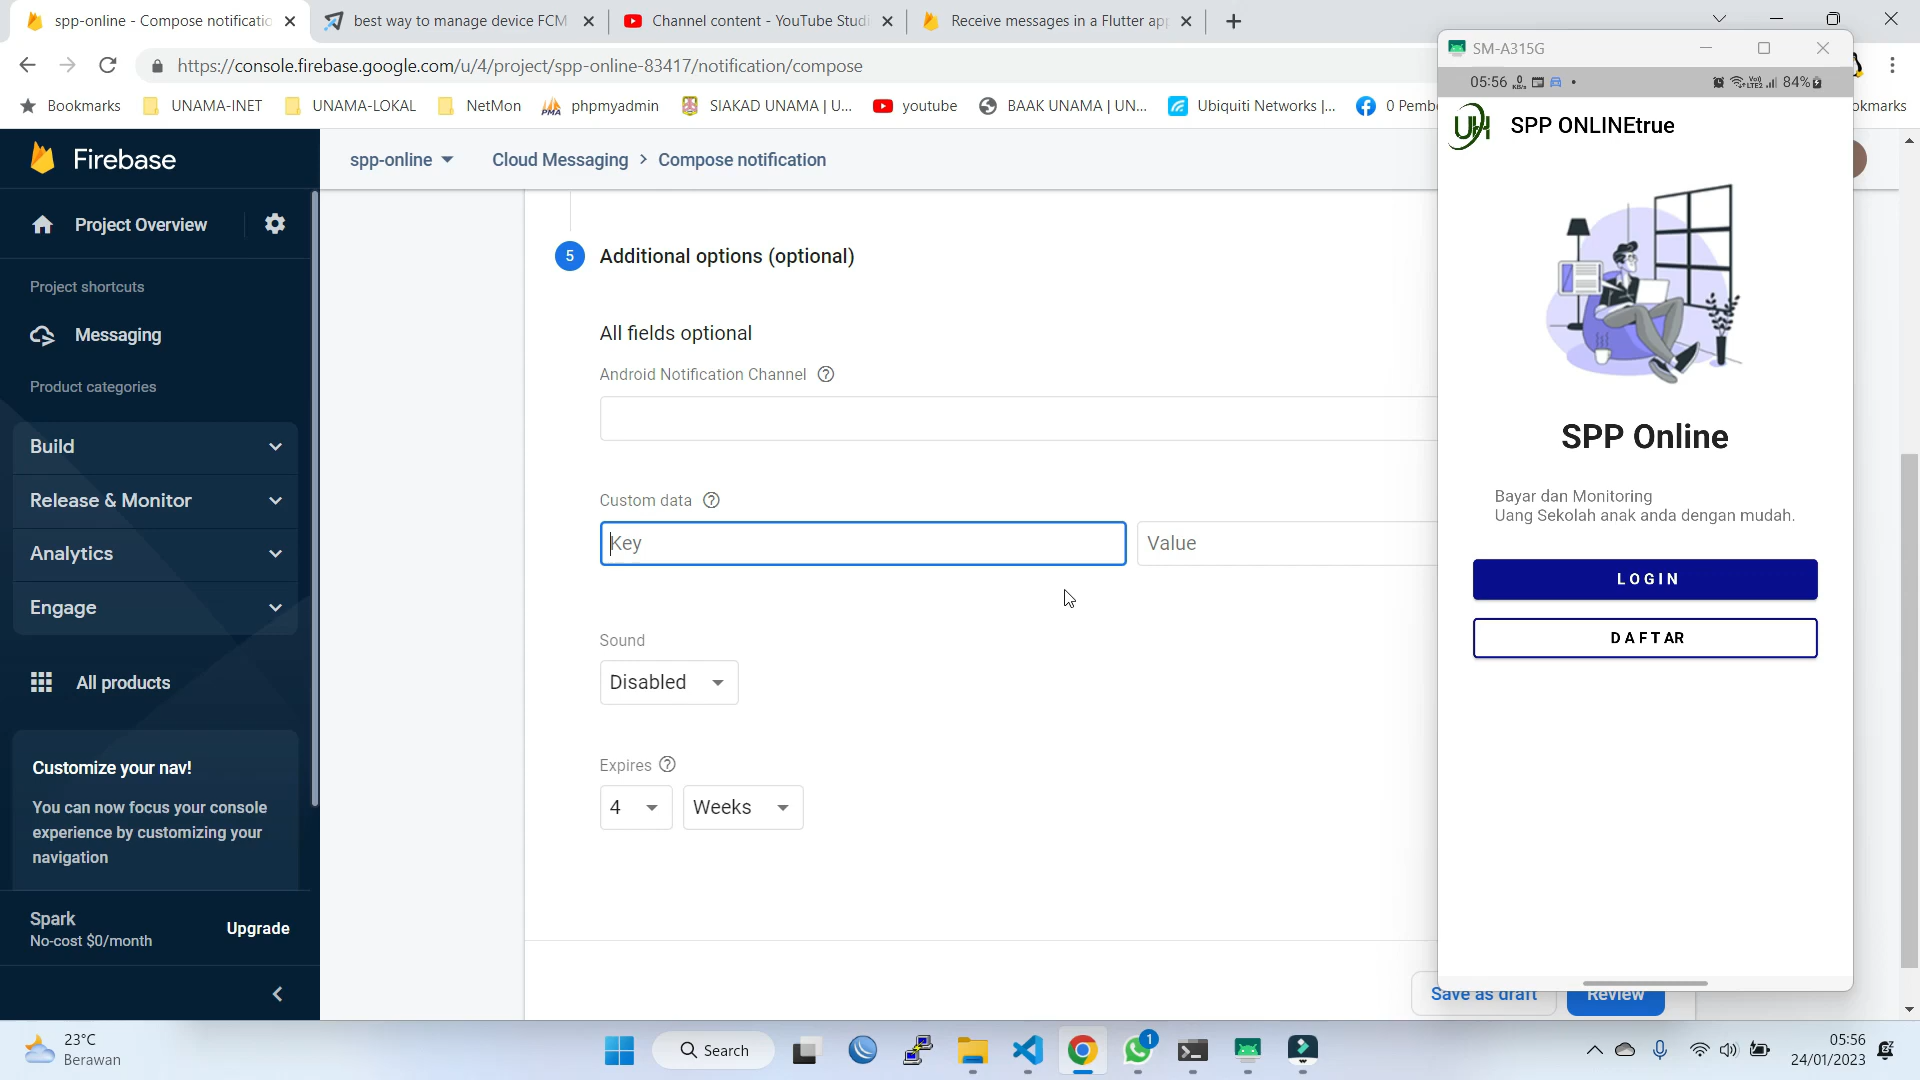 spp-online - Compose notificatio
best way to manage device FCM
Channel content - YouTube Studi
Receive messages in a Flutter app
https://console.firebase.google.com/u/4/project/spp-online-83417/notification/compose
Bookmarks
UNAMA-INET
UNAMA-LOKAL
NetMon
phpmyadmin
SIAKAD UNAMA | U...
youtube
BAAK UNAMA | UN...
Ubiquiti Networks |...
0 Pemb
okmarks
Firebase
spp-online
Cloud Messaging > Compose notification
Project Overview
Project shortcuts
Messaging
Product categories
Build
Release & Monitor
Analytics
Engage
All products
Customize your nav!
You can now focus your console
experience by customizing your
navigation
Spark
No-cost $0/month
Upgrade
5
Additional options (optional)
All fields optional
Android Notification Channel
Custom data
Key
Value
Sound
Disabled
Expires
4
Weeks
Save as draft
Review
SM-A315G
05:56
84%
SPP ONLINEtrue
SPP Online
Bayar dan Monitoring
Uang Sekolah anak anda dengan mudah.
LOGIN
DAFTAR
23°C
Berawan
Search
1
05:56
24/01/2023